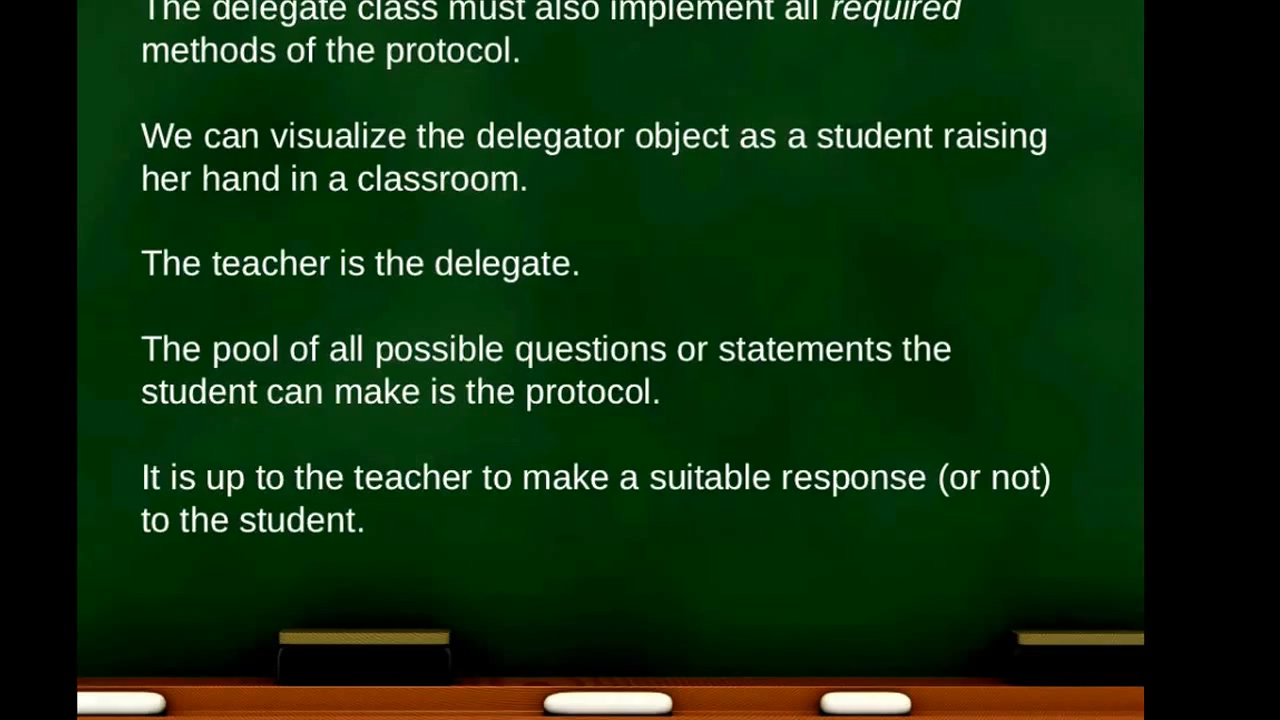 The delegate class must also implement all required
methods of the protocol.
We can visualize the delegator object as a student raising
her hand in a classroom.
The teacher is the delegate.
The pool of all possible questions or statements the
student can make is the protocol.
It is up to the teacher to make a suitable response (or not)
to the student.